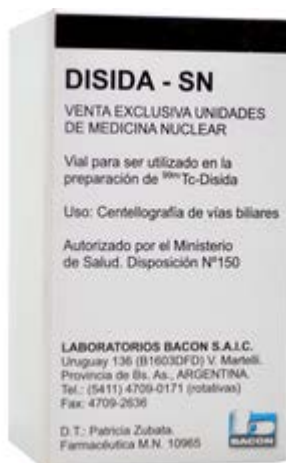 DISIDA - SN
VENTA EXCLUSIVA UNIDADES
DE MEDICINA NUCLEAR
Vial para ser utilizado en la
preparación de ⁹⁹ᵐTc-Disida
Uso: Centellografía de vías biliares
Autorizado por el Ministerio
de Salud. Disposición Nº150
LABORATORIOS BACON S.A.I.C.
Uruguay 136 (B1603DFD) V. Martelli.
Provincia de Bs. As., ARGENTINA.
Tel.: (5411) 4709-0171 (rotativas)
Fax: 4709-2636
D.T.: Patricia Zubata.
Farmacéutica M.N. 10965
BACON